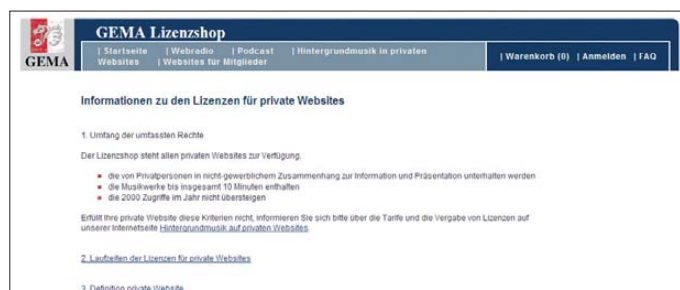 GEMA Lizenzshop
| Startseite | Webradio | Podcast | Hintergrundmusik in privaten
Websites | Websites für Mitglieder
| Warenkorb (0) | Anmelden | FAQ
GEMA
Informationen zu den Lizenzen für private Websites
1. Umfang der umfassten Rechte
Der Lizenzshop steht allen privaten Websites zur Verfügung,
die von Privatpersonen in nicht-gewerblichem Zusammenhang zur Information und Präsentation unterhalten werden
die Musikwerke bis insgesamt 10 Minuten enthalten
die 2000 Zugriffe im Jahr nicht übersteigen
Erfüllt Ihre private Website diese Kriterien nicht, informieren Sie sich bitte über die Tarife und die Vergabe von Lizenzen auf
unserer Internetseite Hintergrundmusik auf privaten Websites.
2. Laufzeiten der Lizenzen für private Websites
3. Definition private Website